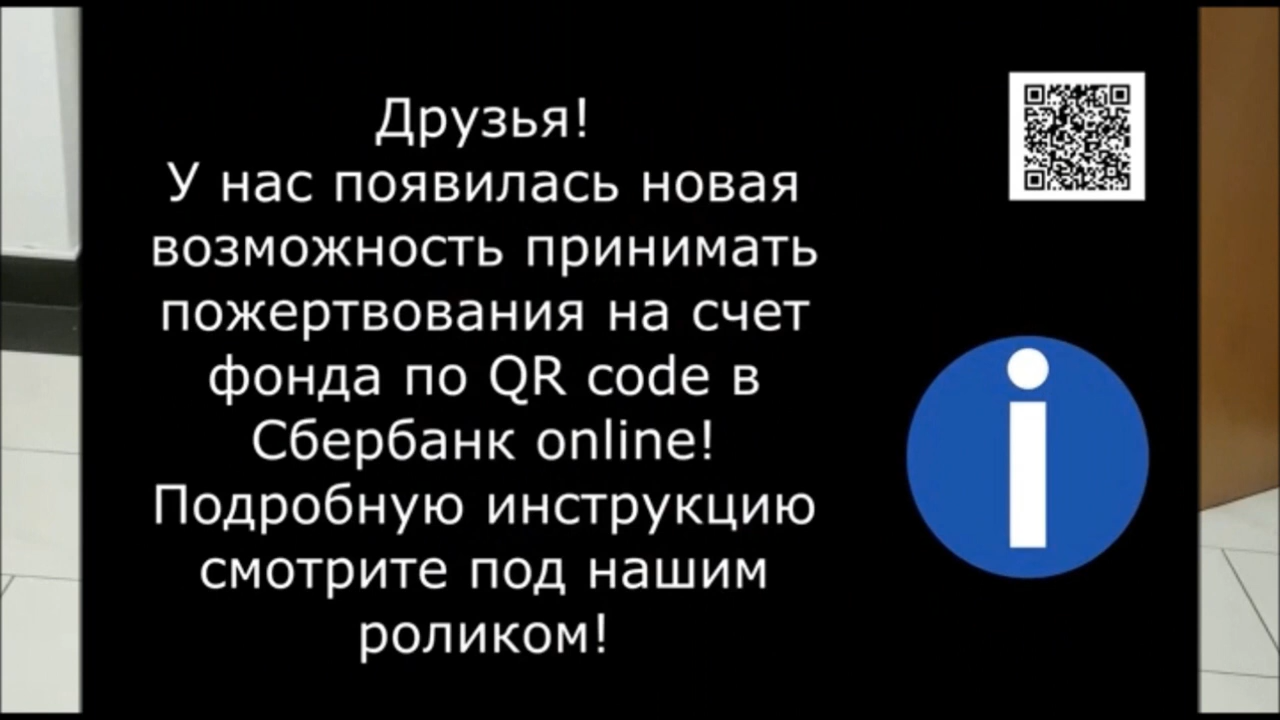 Друзья!
У нас появилась новая
возможность принимать
пожертвования на счет
фонда по QR code в
Сбербанк online!
Подробную инструкцию
смотрите под нашим
роликом!